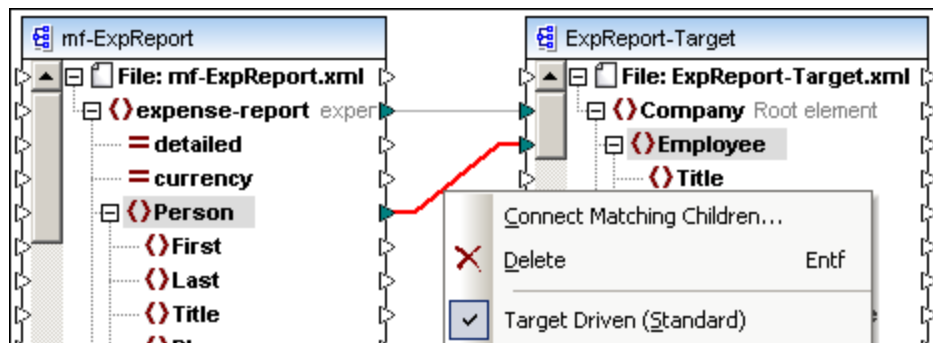 mf-ExpReport
File: mf-ExpReport.xml
expense-report exper
detailed
currency
Person
First
Last
Title
ExpReport-Target
File: ExpReport-Target.xml
Company Root element
Employee
Title
Connect Matching Children...
Delete Entf
Target Driven (Standard)